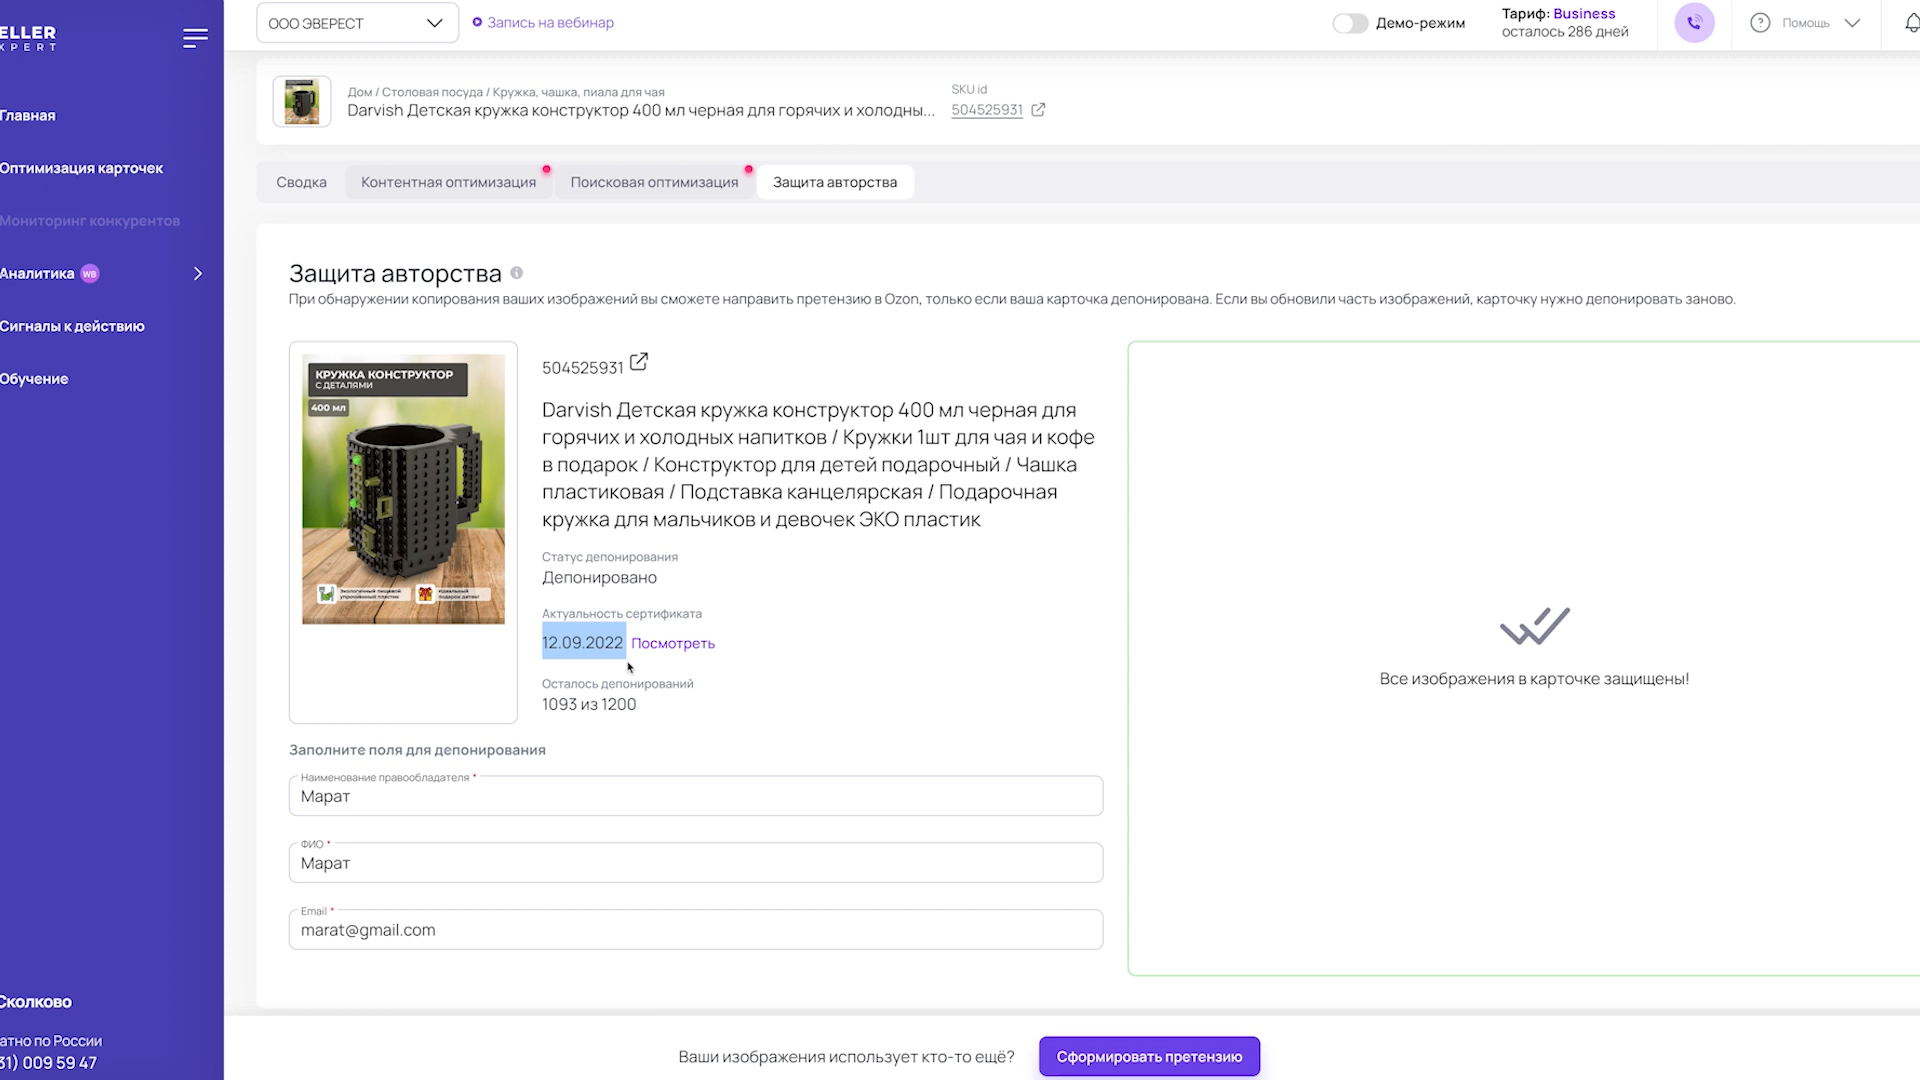 ELLER
XPERT
Главная
Оптимизация карточек
Мониторинг конкурентов
Аналитика WB
Сигналы к действию
Обучение
Сколково
атно по России
31) 009 59 47
ООО ЭВЕРЕСТ
Запись на вебинар
Демо-режим
Тариф: Business
осталось 286 дней
Помощь
Дом / Столовая посуда / Кружка, чашка, пиала для чая
Darvish Детская кружка конструктор 400 мл черная для горячих и холодны...
SKU id
504525931
Сводка
Контентная оптимизация
Поисковая оптимизация
Защита авторства
Защита авторства
При обнаружении копирования ваших изображений вы сможете направить претензию в Ozon, только если ваша карточка депонирована. Если вы обновили часть изображений, карточку нужно депонировать заново.
КРУЖКА КОНСТРУКТОР
С ДЕТАЛЯМИ
400 мл
Экологичный пищевой
упрочненный пластик
Идеальный
подарок детям!
504525931
Darvish Детская кружка конструктор 400 мл черная для
горячих и холодных напитков / Кружки 1шт для чая и кофе
в подарок / Конструктор для детей подарочный / Чашка
пластиковая / Подставка канцелярская / Подарочная
кружка для мальчиков и девочек ЭКО пластик
Статус депонирования
Депонировано
Актуальность сертификата
12.09.2022 Посмотреть
Осталось депонирований
1093 из 1200
Заполните поля для депонирования
Наименование правообладателя *
Марат
ФИО *
Марат
Email *
marat@gmail.com
Все изображения в карточке защищены!
Ваши изображения использует кто-то ещё?
Сформировать претензию